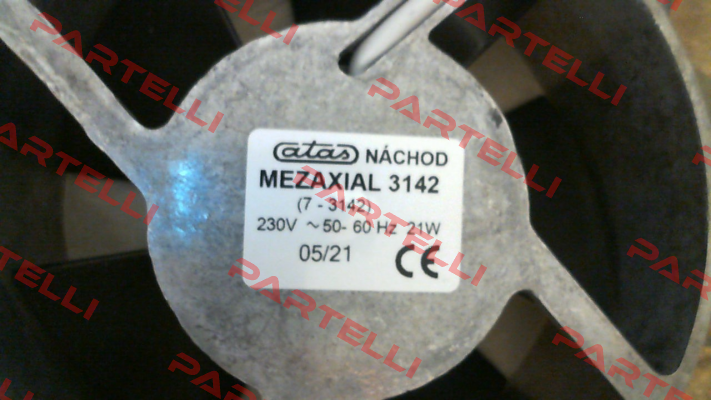 atas NÁCHOD
MEZAXIAL 3142
(7 - 3142)
230V ~ 50- 60 Hz 21W
05/21 CE
PARTELLI
PARTELLI
PARTELLI
PARTELLI
PARTELLI
PARTELLI
PARTELLI
PARTELLI